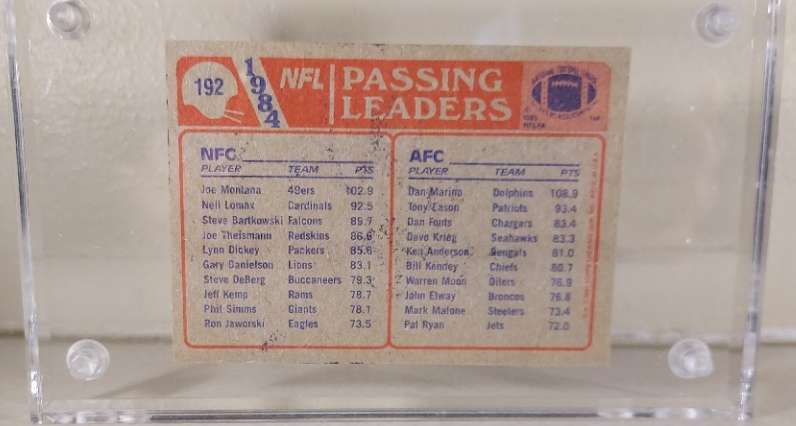 192
1984
NFL
PASSING
LEADERS
NFC
PLAYER TEAM PTS
Joe Montana 49ers 102.9
Neil Lomax Cardinals 92.5
Steve Bartkowski Falcons 89.7
Joe Theismann Redskins 86.6
Lynn Dickey Packers 85.6
Gary Danielson Lions 83.1
Steve DeBerg Buccaneers 79.3
Jeff Kemp Rams 78.7
Phil Simms Giants 78.1
Ron Jaworski Eagles 73.5
AFC
PLAYER TEAM PTS
Dan Marino Dolphins 108.9
Tony Eason Patriots 93.4
Dan Fouts Chargers 83.4
Dave Krieg Seahawks 83.3
Ken Anderson Bengals 81.0
Bill Kenney Chiefs 80.7
Warren Moon Oilers 76.9
John Elway Broncos 76.8
Mark Malone Steelers 73.4
Pat Ryan Jets 72.0